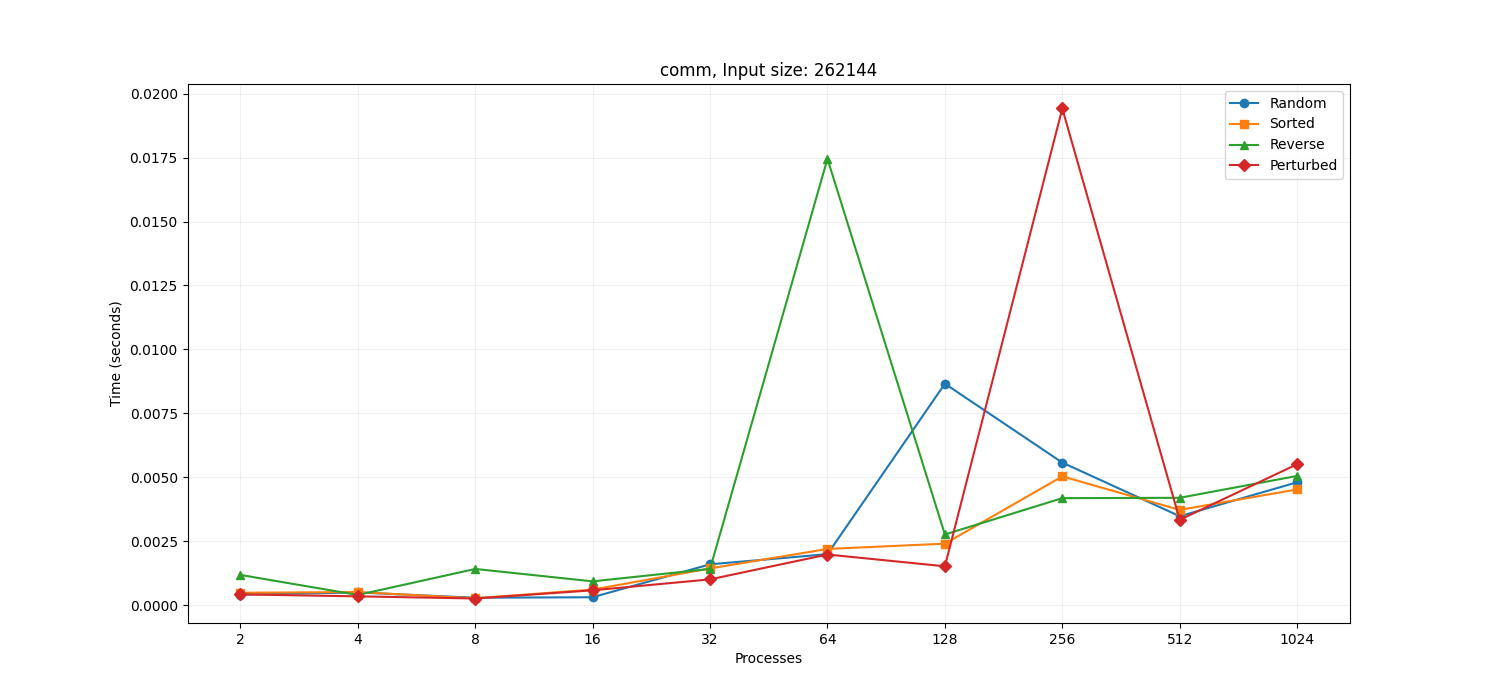 comm, Input size: 262144
0.0200
0.0175
0.0150
0.0125
0.0100
0.0075
0.0050
0.0025
0.0000
Time (seconds)
Random
Sorted
Reverse
Perturbed
2 4 8 16 32 64 128 256 512 1024
Processes